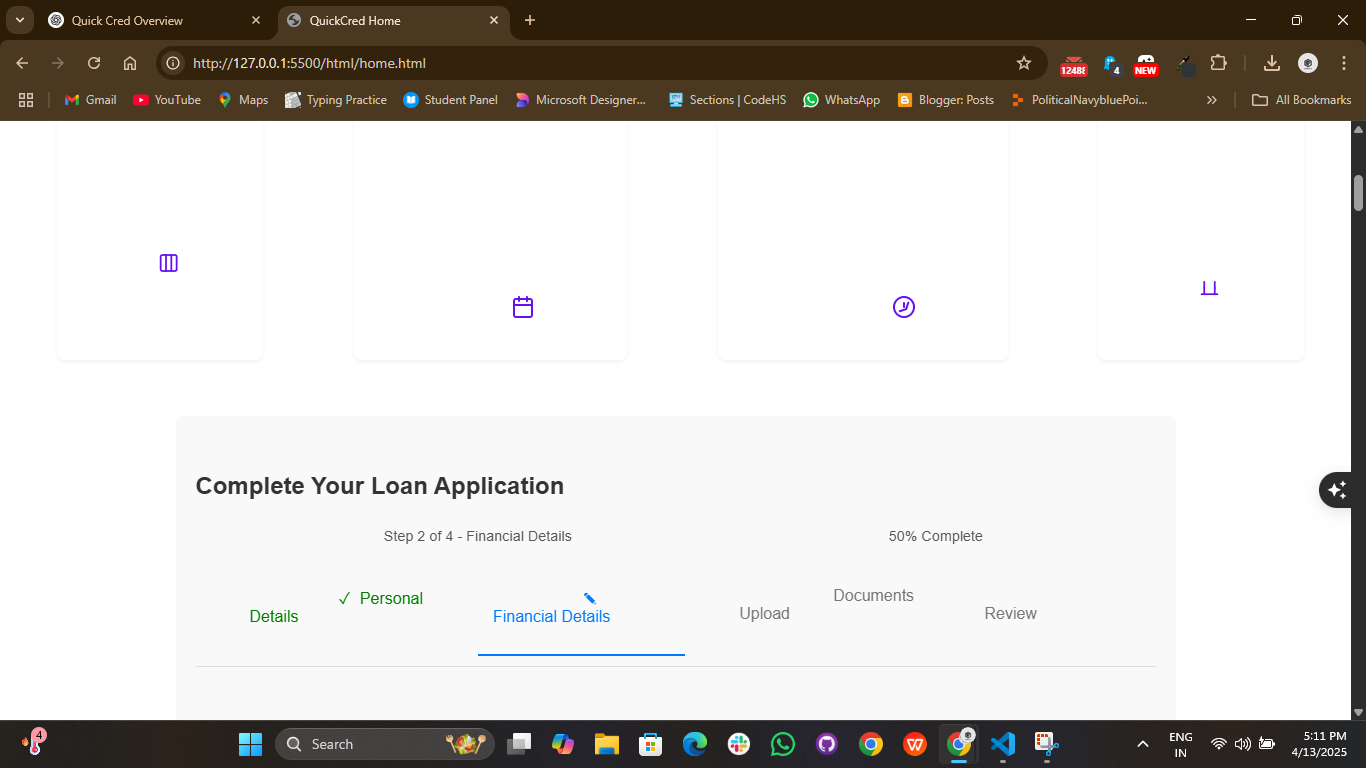 Quick Cred Overview
QuickCred Home
http://127.0.0.1:5500/html/home.html
12488
4
NEW
Gmail
YouTube
Maps
Typing Practice
Student Panel
Microsoft Designer...
Sections | CodeHS
WhatsApp
Blogger: Posts
PoliticalNavybluePoi...
All Bookmarks
Complete Your Loan Application
Step 2 of 4 - Financial Details
50% Complete
✓ Personal
Details
Financial Details
Documents
Upload
Review
4
Search
ENG
IN
5:11 PM
4/13/2025